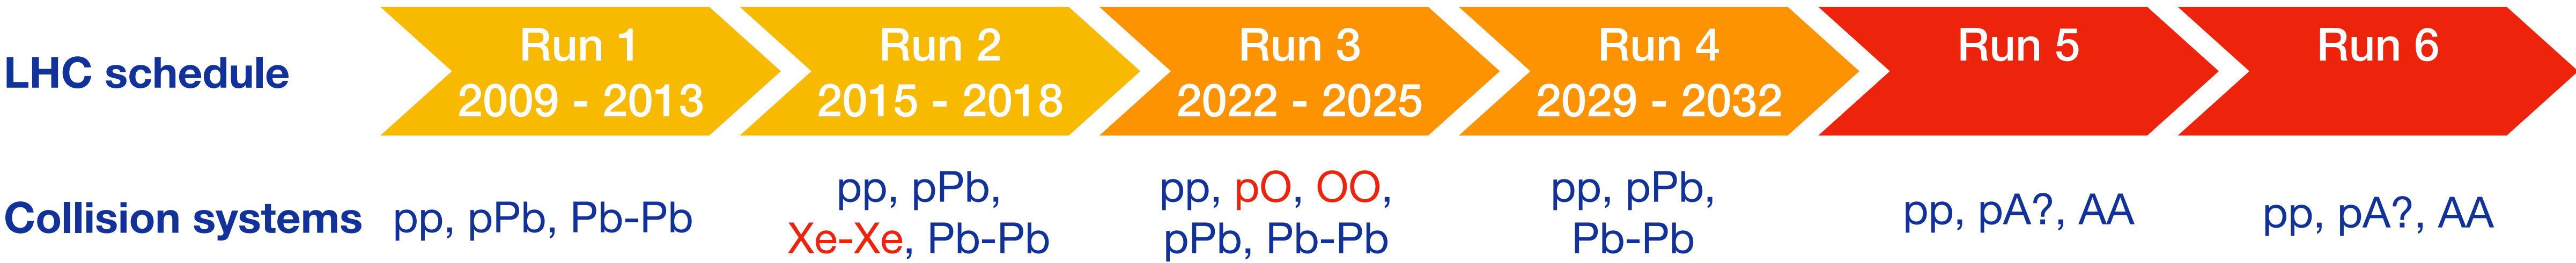 LHC schedule
Run 1
2009 - 2013
Run 2
2015 - 2018
Run 3
2022 - 2025
Run 4
2029 - 2032
Run 5
Run 6
Collision systems
pp, pPb, Pb-Pb
pp, pPb,
Xe-Xe, Pb-Pb
pp, pO, OO,
pPb, Pb-Pb
pp, pPb,
Pb-Pb
pp, pA?, AA
pp, pA?, AA